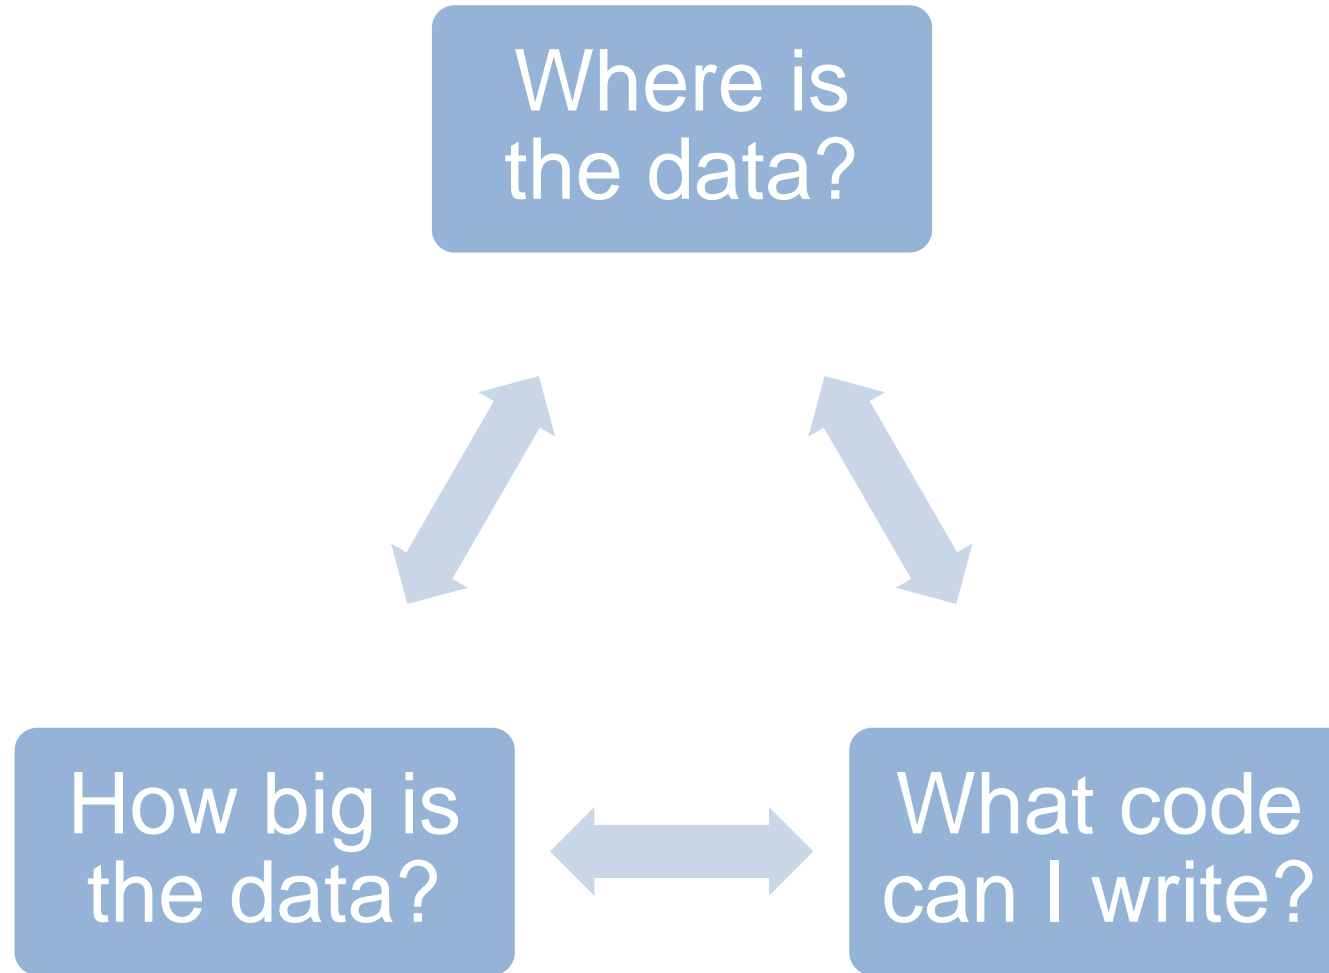 Where is
the data?
How big is
the data?
What code
can I write?